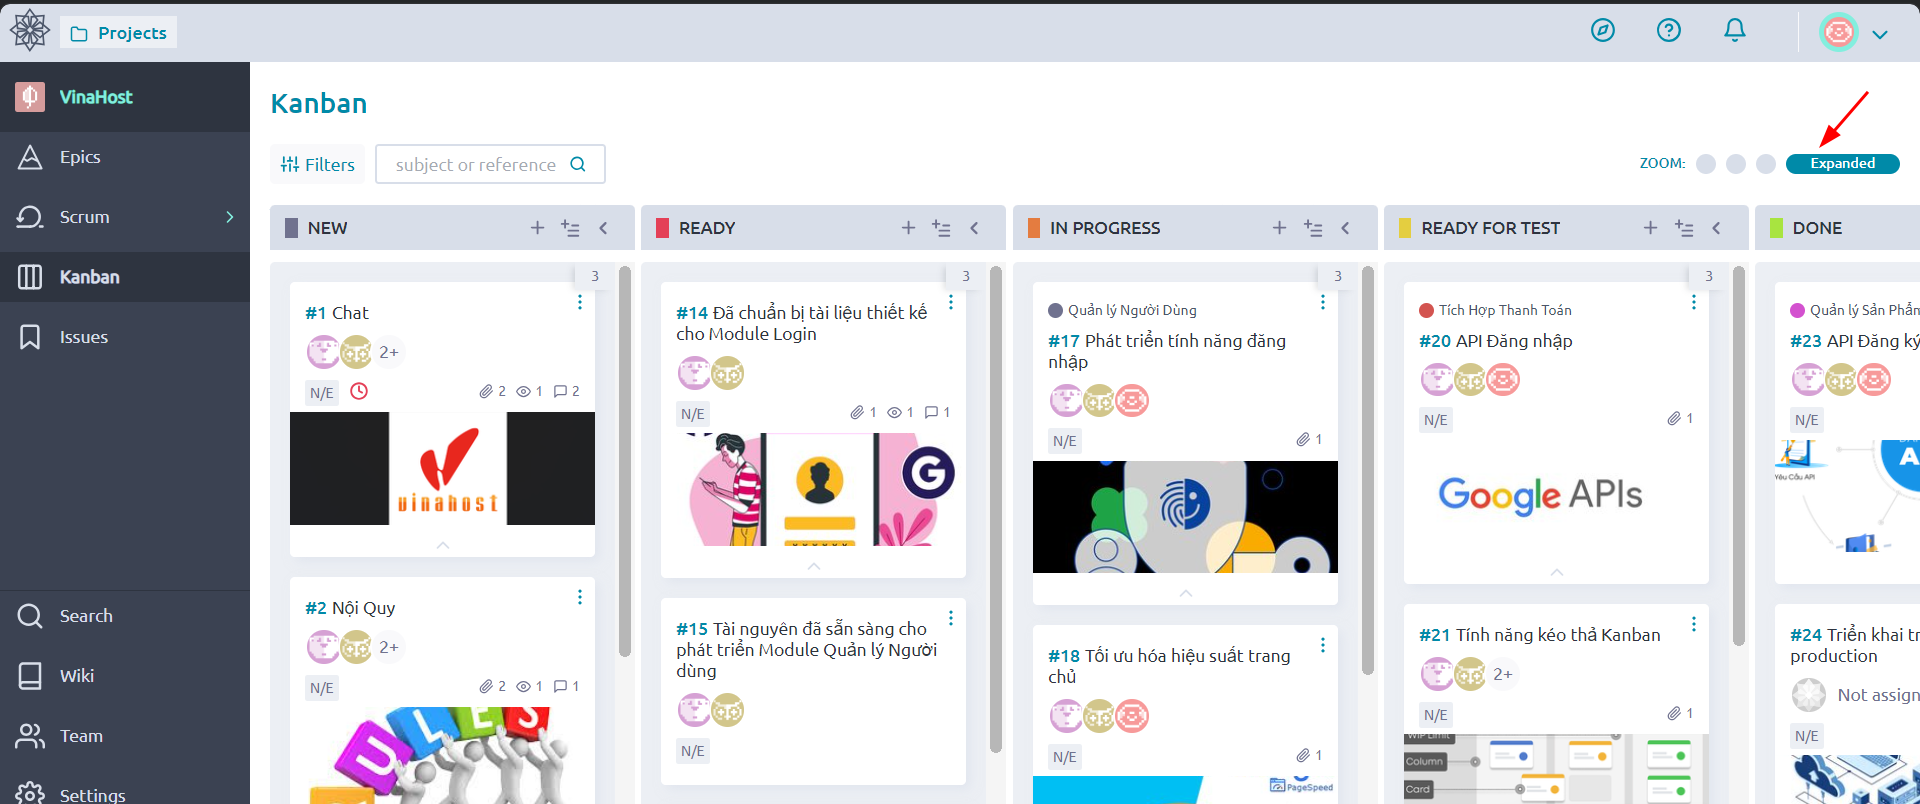 Projects
VinaHost
Epics
Scrum
Kanban
Issues
Search
Wiki
Team
Settings
Kanban
Filters
subject or reference
ZOOM:
Expanded
NEW
3
#1 Chat
2+
N/E
2
1
2
vinahost
#2 Nội Quy
2+
N/E
2
1
1
U L E S
READY
3
#14 Đã chuẩn bị tài liệu thiết kế
cho Module Login
N/E
1
1
1
G
#15 Tài nguyên đã sẵn sàng cho
phát triển Module Quản lý Người
dùng
N/E
IN PROGRESS
3
Quản lý Người Dùng
#17 Phát triển tính năng đăng
nhập
N/E
1
#18 Tối ưu hóa hiệu suất trang
chủ
N/E
1
PageSpeed
READY FOR TEST
3
Tích Hợp Thanh Toán
#20 API Đăng nhập
N/E
1
Google APIs
#21 Tính năng kéo thả Kanban
2+
N/E
1
WIP Limit
Column
Card
DONE
Quản lý Sản Phẩn
#23 API Đăng ký
N/E
Yêu Cầu API
#24 Triển khai tr
production
Not assign
N/E